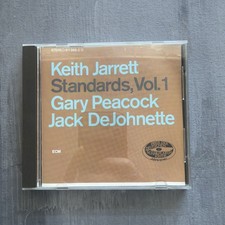 Keith Jarrett
Standards, Vol. 1
Gary Peacock
Jack DeJohnette
ECM